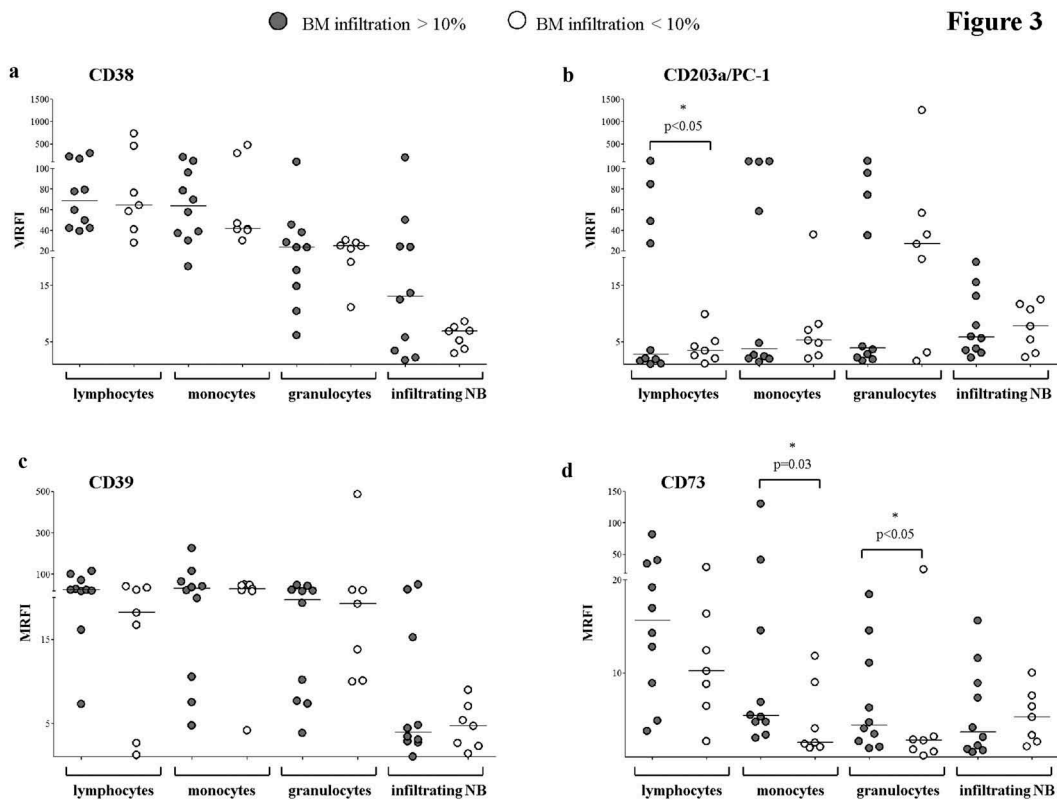 BM infiltration > 10% BM infiltration < 10% Figure 3
a CD38
1500
1000
500
100
80
60
40
20
15
5
MRFI
lymphocytes monocytes granulocytes infiltrating NB
b CD203a/PC-1
*
p<0.05
1500
1000
500
100
80
60
40
20
15
5
MRFI
lymphocytes monocytes granulocytes infiltrating NB
c CD39
500
300
100
15
5
MRFI
lymphocytes monocytes granulocytes infiltrating NB
d CD73
*
p=0.03
*
p<0.05
150
100
50
20
10
MRFI
lymphocytes monocytes granulocytes infiltrating NB